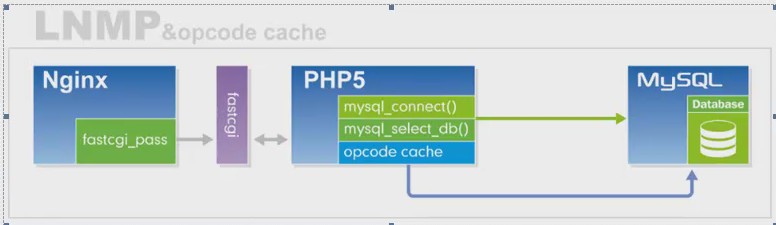 LNMP&opcode cache
Nginx
fastcgi_pass
fastcgi
PHP5
mysql_connect()
mysql_select_db()
opcode cache
MySQL
Database